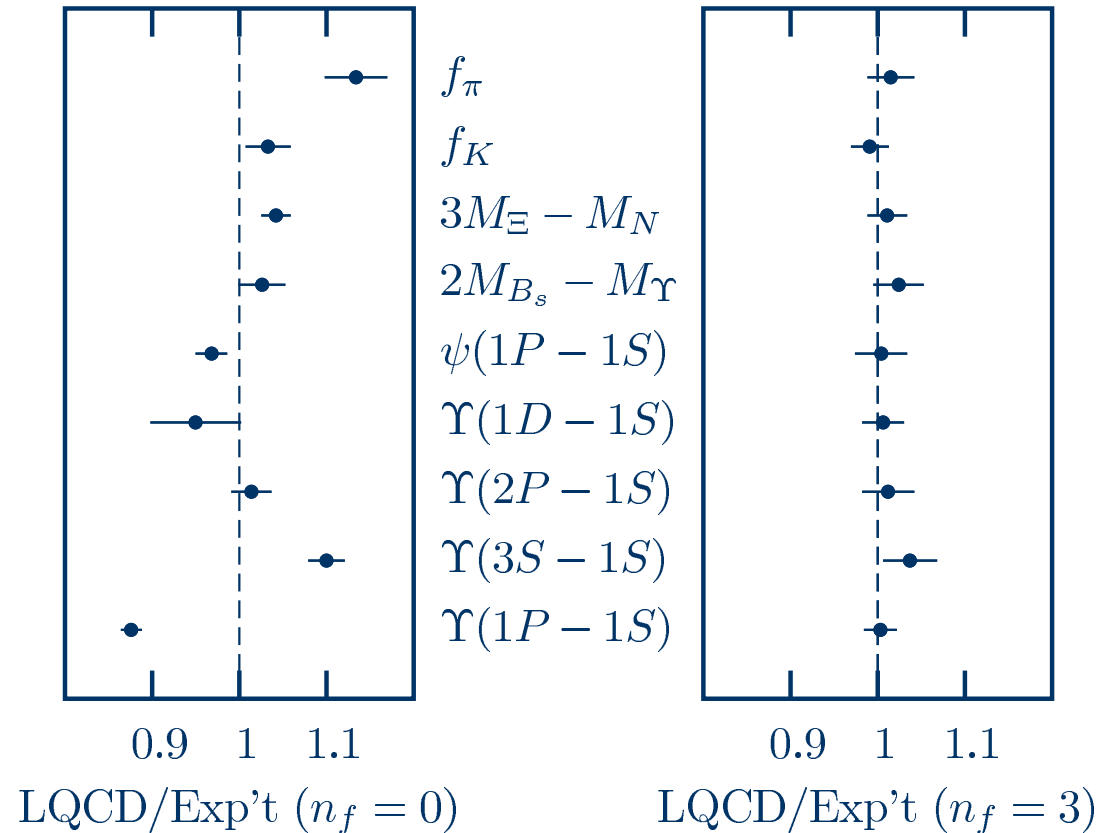 f_π
f_K
3M_Ξ − M_N
2M_{B_s} − M_Υ
ψ(1P − 1S)
Υ(1D − 1S)
Υ(2P − 1S)
Υ(3S − 1S)
Υ(1P − 1S)
0.9 1 1.1
0.9 1 1.1
LQCD/Exp't (n_f = 0)
LQCD/Exp't (n_f = 3)